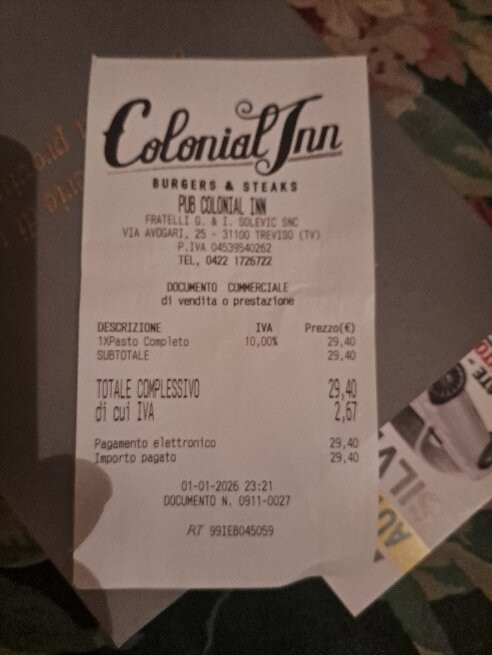 Colonial Inn
BURGERS & STEAKS
PUB COLONIAL INN
FRATELLI G. & I. SOLEVIC SNC
VIA AVOGARI, 25 - 31100 TREVISO (TV)
P.IVA 04539540262
TEL, 0422 1726722
DOCUMENTO COMMERCIALE
di vendita o prestazione
DESCRIZIONE IVA Prezzo(€)
1XPasto Completo 10,00% 29,40
SUBTOTALE 29,40
TOTALE COMPLESSIVO 29,40
di cui IVA 2,67
Pagamento elettronico 29,40
Importo pagato 29,40
01-01-2026 23:21
DOCUMENTO N. 0911-0027
RT 99IEB045059
SILV